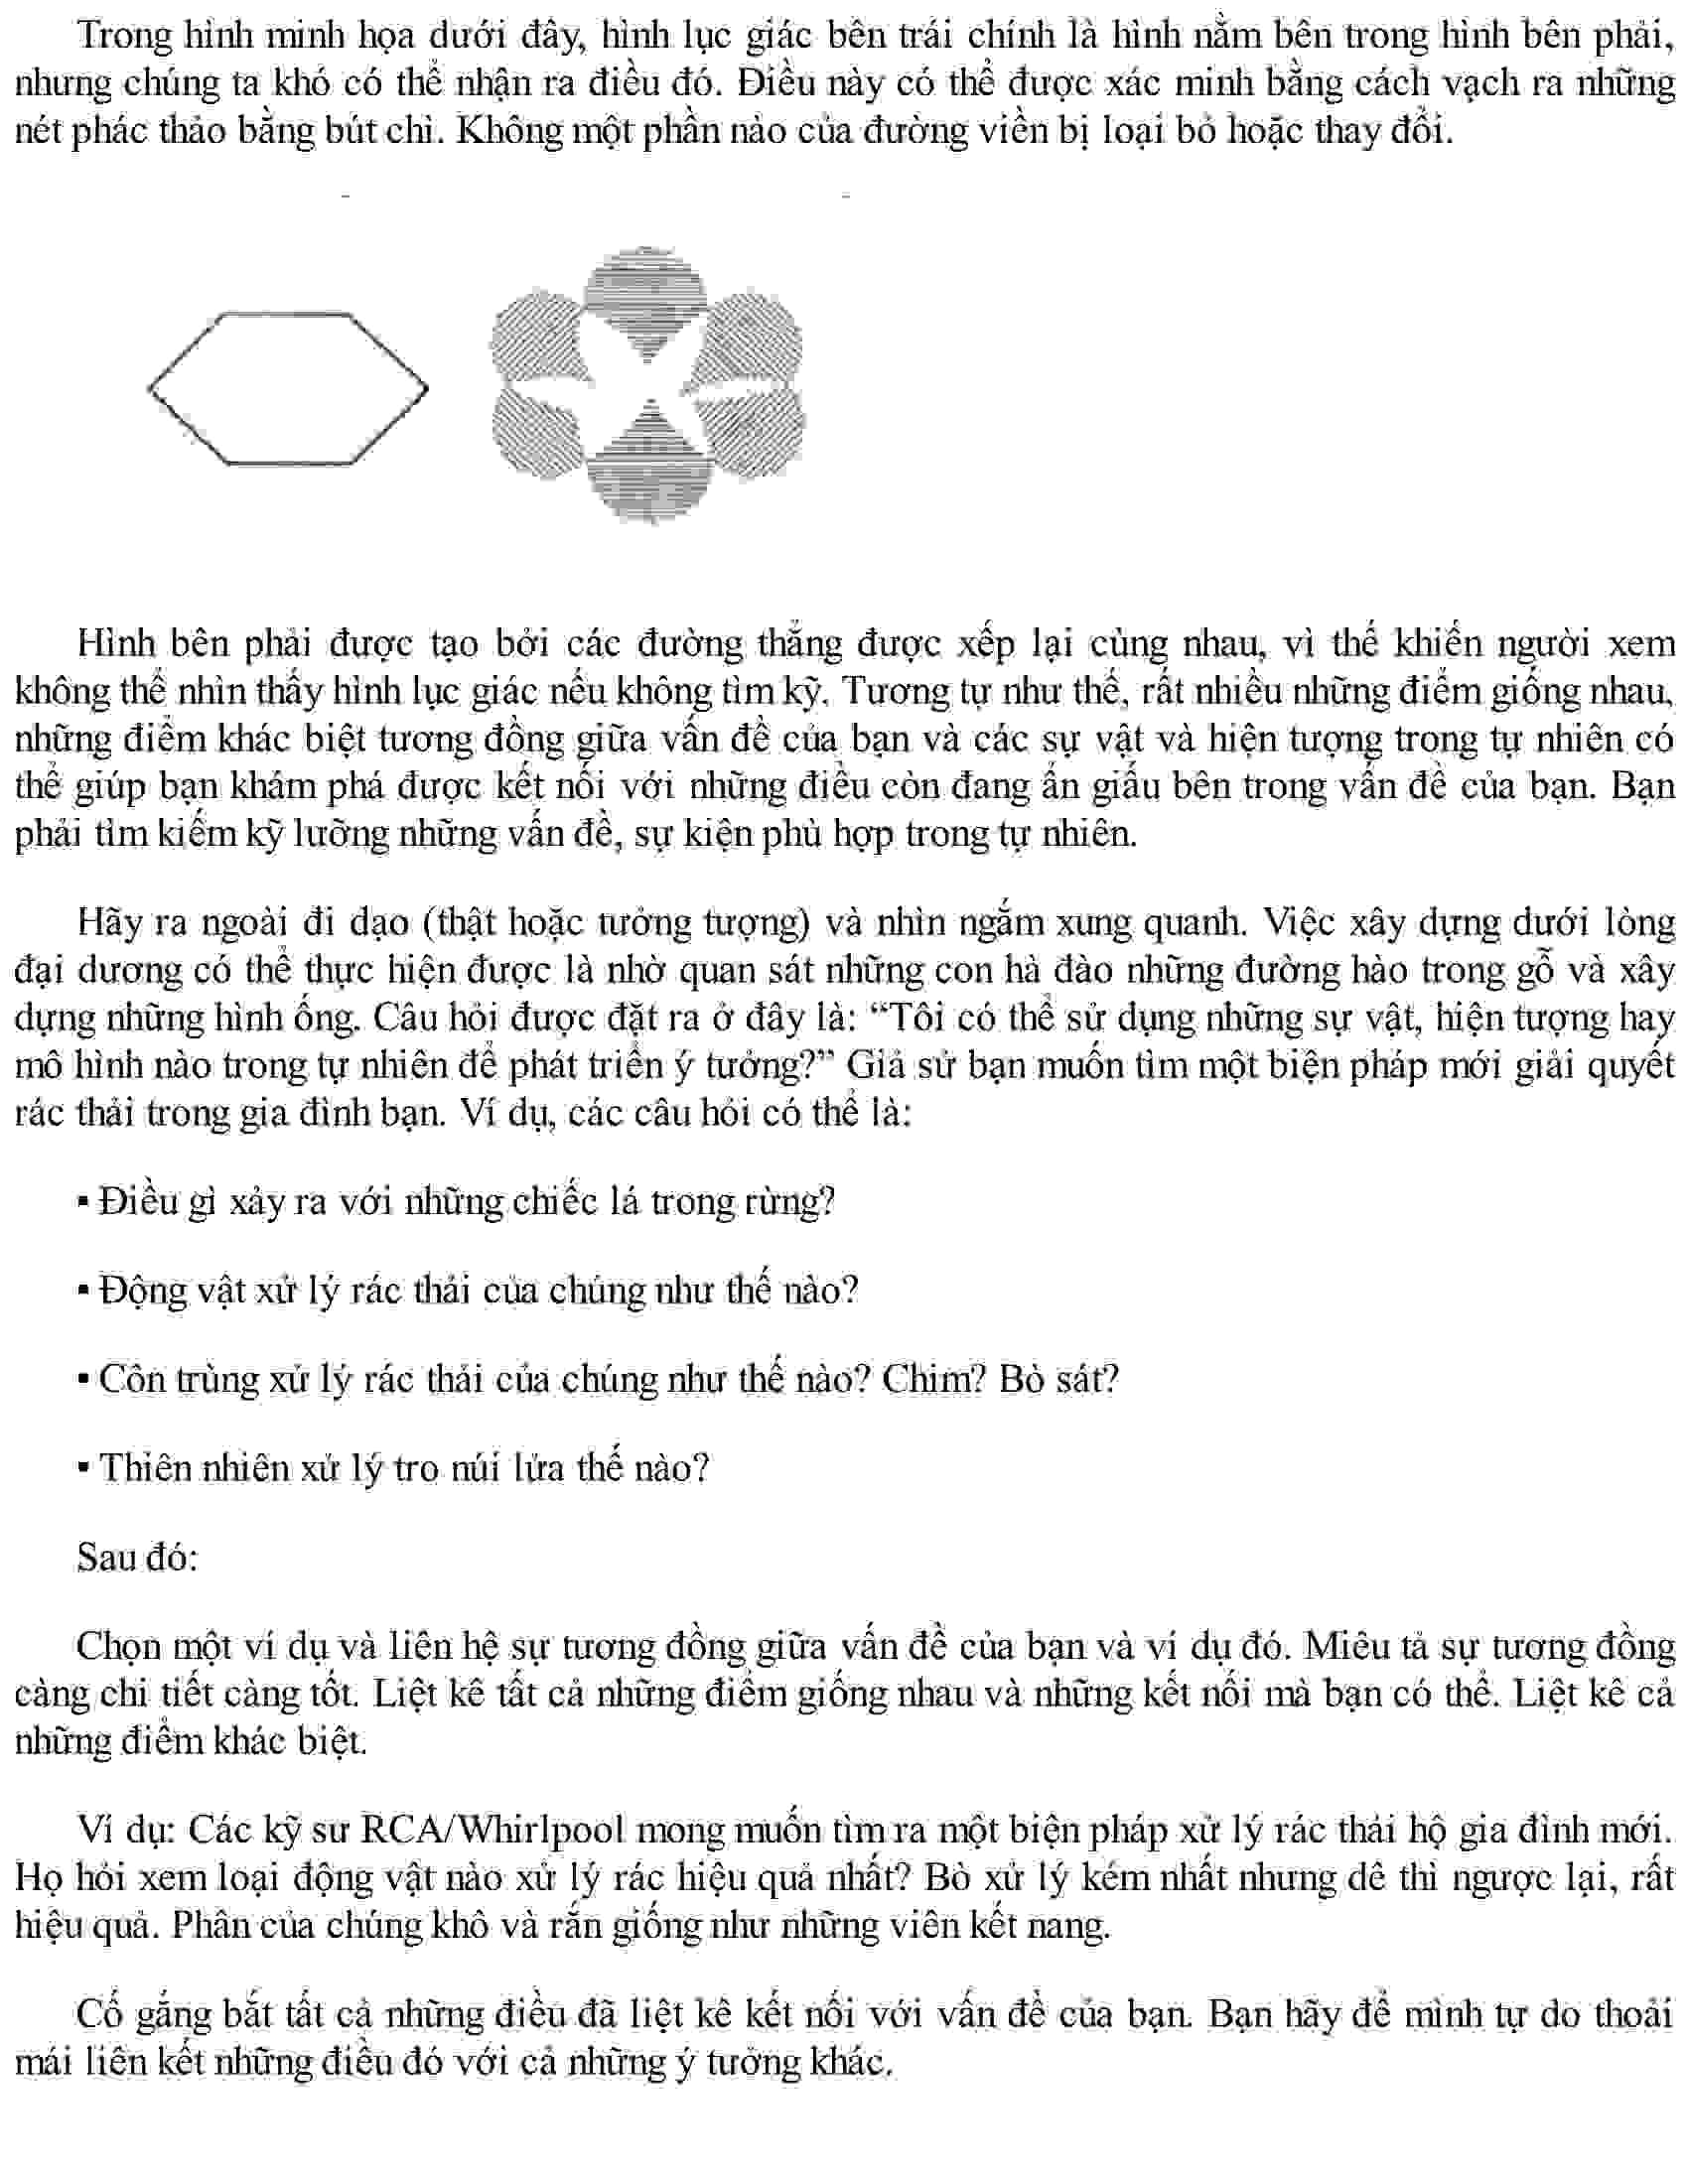 Trong hình minh họa dưới đây, hình lục giác bên trái chính là hình nằm bên trong hình bên phải,
nhưng chúng ta khó có thể nhận ra điều đó. Điều này có thể được xác minh bằng cách vạch ra những
nét phác thảo bằng bút chì. Không một phần nào của đường viền bị loại bỏ hoặc thay đổi.
Hình bên phải được tạo bởi các đường thẳng được xếp lại cùng nhau, vì thế khiến người xem
không thể nhìn thấy hình lục giác nếu không tìm kỹ. Tương tự như thế, rất nhiều những điểm giống nhau,
những điểm khác biệt tương đồng giữa vấn đề của bạn và các sự vật và hiện tượng trong tự nhiên có
thể giúp bạn khám phá được kết nối với những điều còn đang ẩn giấu bên trong vấn đề của bạn. Bạn
phải tìm kiếm kỹ lưỡng những vấn đề, sự kiện phù hợp trong tự nhiên.
Hãy ra ngoài đi dạo (thật hoặc tưởng tượng) và nhìn ngắm xung quanh. Việc xây dựng dưới lòng
đại dương có thể thực hiện được là nhờ quan sát những con hà đào những đường hào trong gỗ và xây
dựng những hình ống. Câu hỏi được đặt ra ở đây là: “Tôi có thể sử dụng những sự vật, hiện tượng hay
mô hình nào trong tự nhiên để phát triển ý tưởng?” Giả sử bạn muốn tìm một biện pháp mới giải quyết
rác thải trong gia đình bạn. Ví dụ, các câu hỏi có thể là:
▪ Điều gì xảy ra với những chiếc lá trong rừng?
▪ Động vật xử lý rác thải của chúng như thế nào?
▪ Côn trùng xử lý rác thải của chúng như thế nào? Chim? Bò sát?
▪ Thiên nhiên xử lý tro núi lửa thế nào?
Sau đó:
Chọn một ví dụ và liên hệ sự tương đồng giữa vấn đề của bạn và ví dụ đó. Miêu tả sự tương đồng
càng chi tiết càng tốt. Liệt kê tất cả những điểm giống nhau và những kết nối mà bạn có thể. Liệt kê cả
những điểm khác biệt.
Ví dụ: Các kỹ sư RCA/Whirlpool mong muốn tìm ra một biện pháp xử lý rác thải hộ gia đình mới.
Họ hỏi xem loại động vật nào xử lý rác hiệu quả nhất? Bò xử lý kém nhất nhưng dê thì ngược lại, rất
hiệu quả. Phân của chúng khô và rắn giống như những viên kết nang.
Cố gắng bắt tất cả những điều đã liệt kê kết nối với vấn đề của bạn. Bạn hãy để mình tự do thoải
mái liên kết những điều đó với cả những ý tưởng khác.